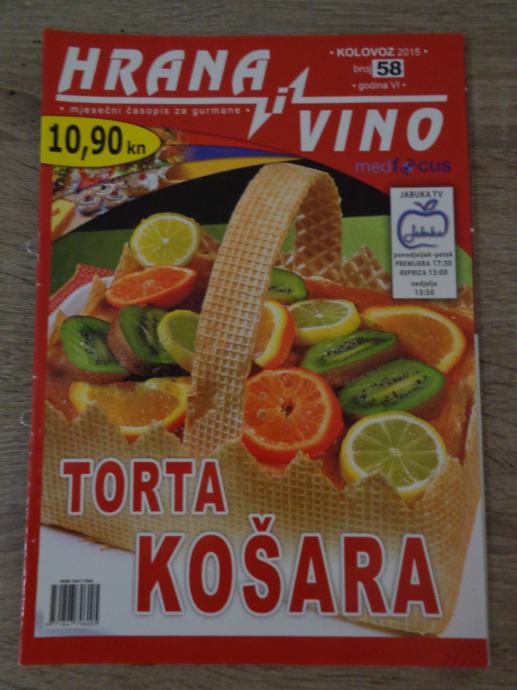 HRANA
i
VINO
• mjesečni časopis za gurmane •
• KOLOVOZ 2015 •
broj 58
• godina VI •
10,90 kn
medfocus
JABUKA TV
Jabuka
ponedjeljak-petak
PREMIJERA 17:30
REPRIZA 13:00
nedjelja
13:30
TORTA
KOŠARA